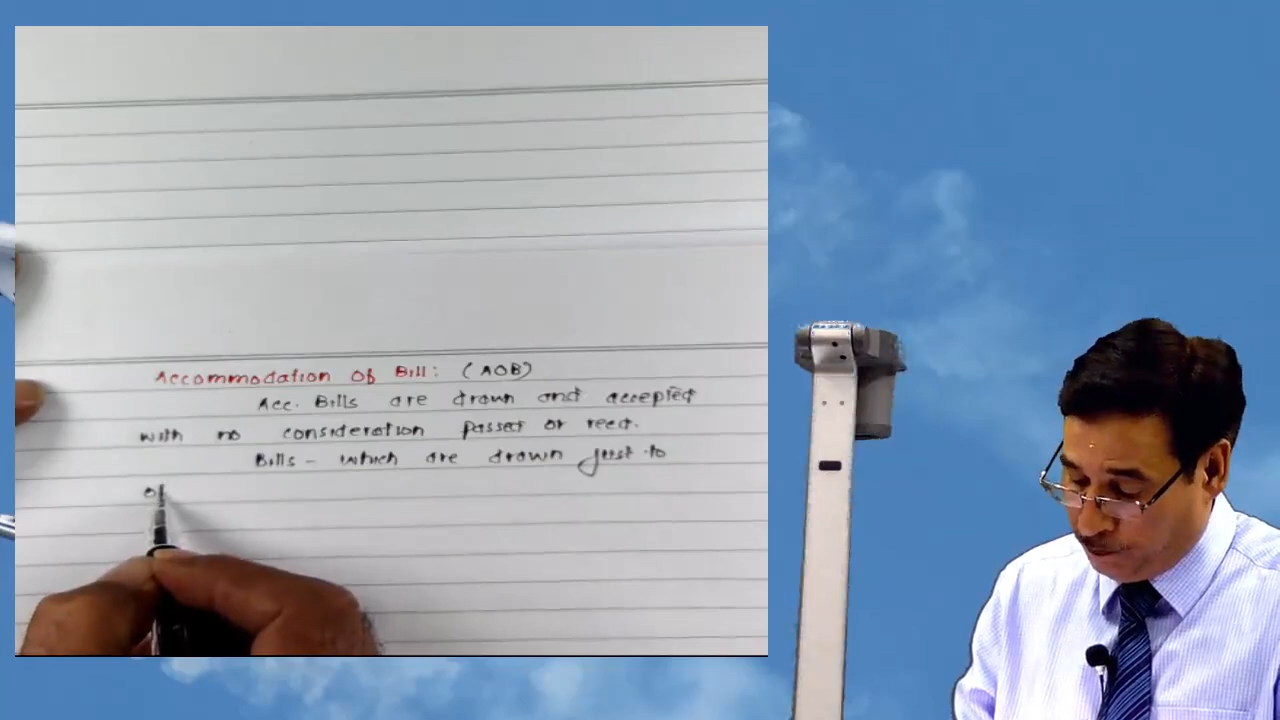 Accommodation Of Bill: (AOB)
Acc. Bills are drawn and accepted
with no consideration passed or recd.
Bills - which are drawn just to